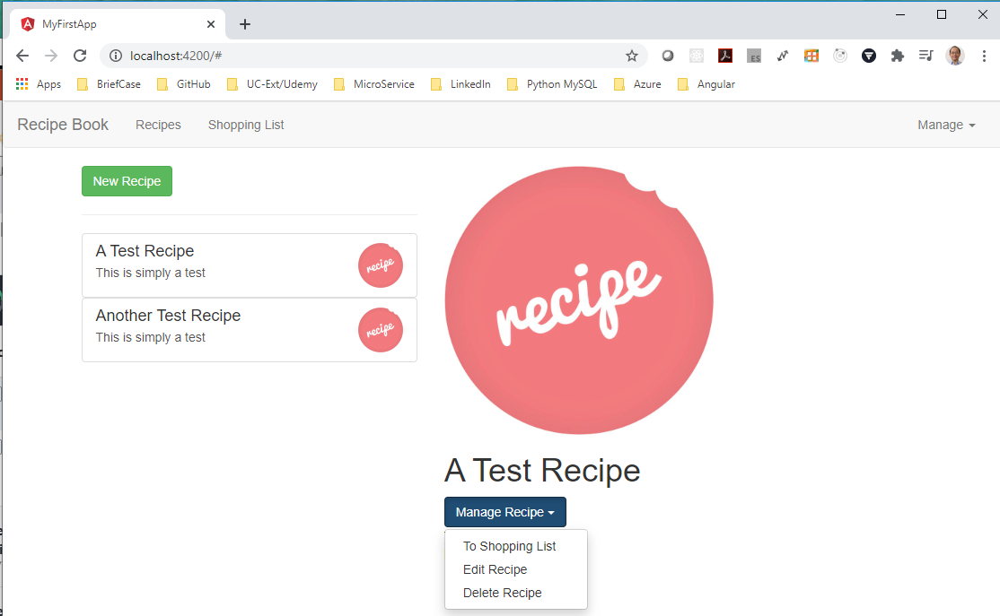 MyFirstApp
localhost:4200/#
ES
Apps BriefCase GitHub UC-Ext/Udemy MicroService LinkedIn Python MySQL Azure Angular
Recipe Book Recipes Shopping List Manage
New Recipe
A Test Recipe
This is simply a test
recipe
Another Test Recipe
This is simply a test
recipe
recipe
A Test Recipe
Manage Recipe
To Shopping List
Edit Recipe
Delete Recipe